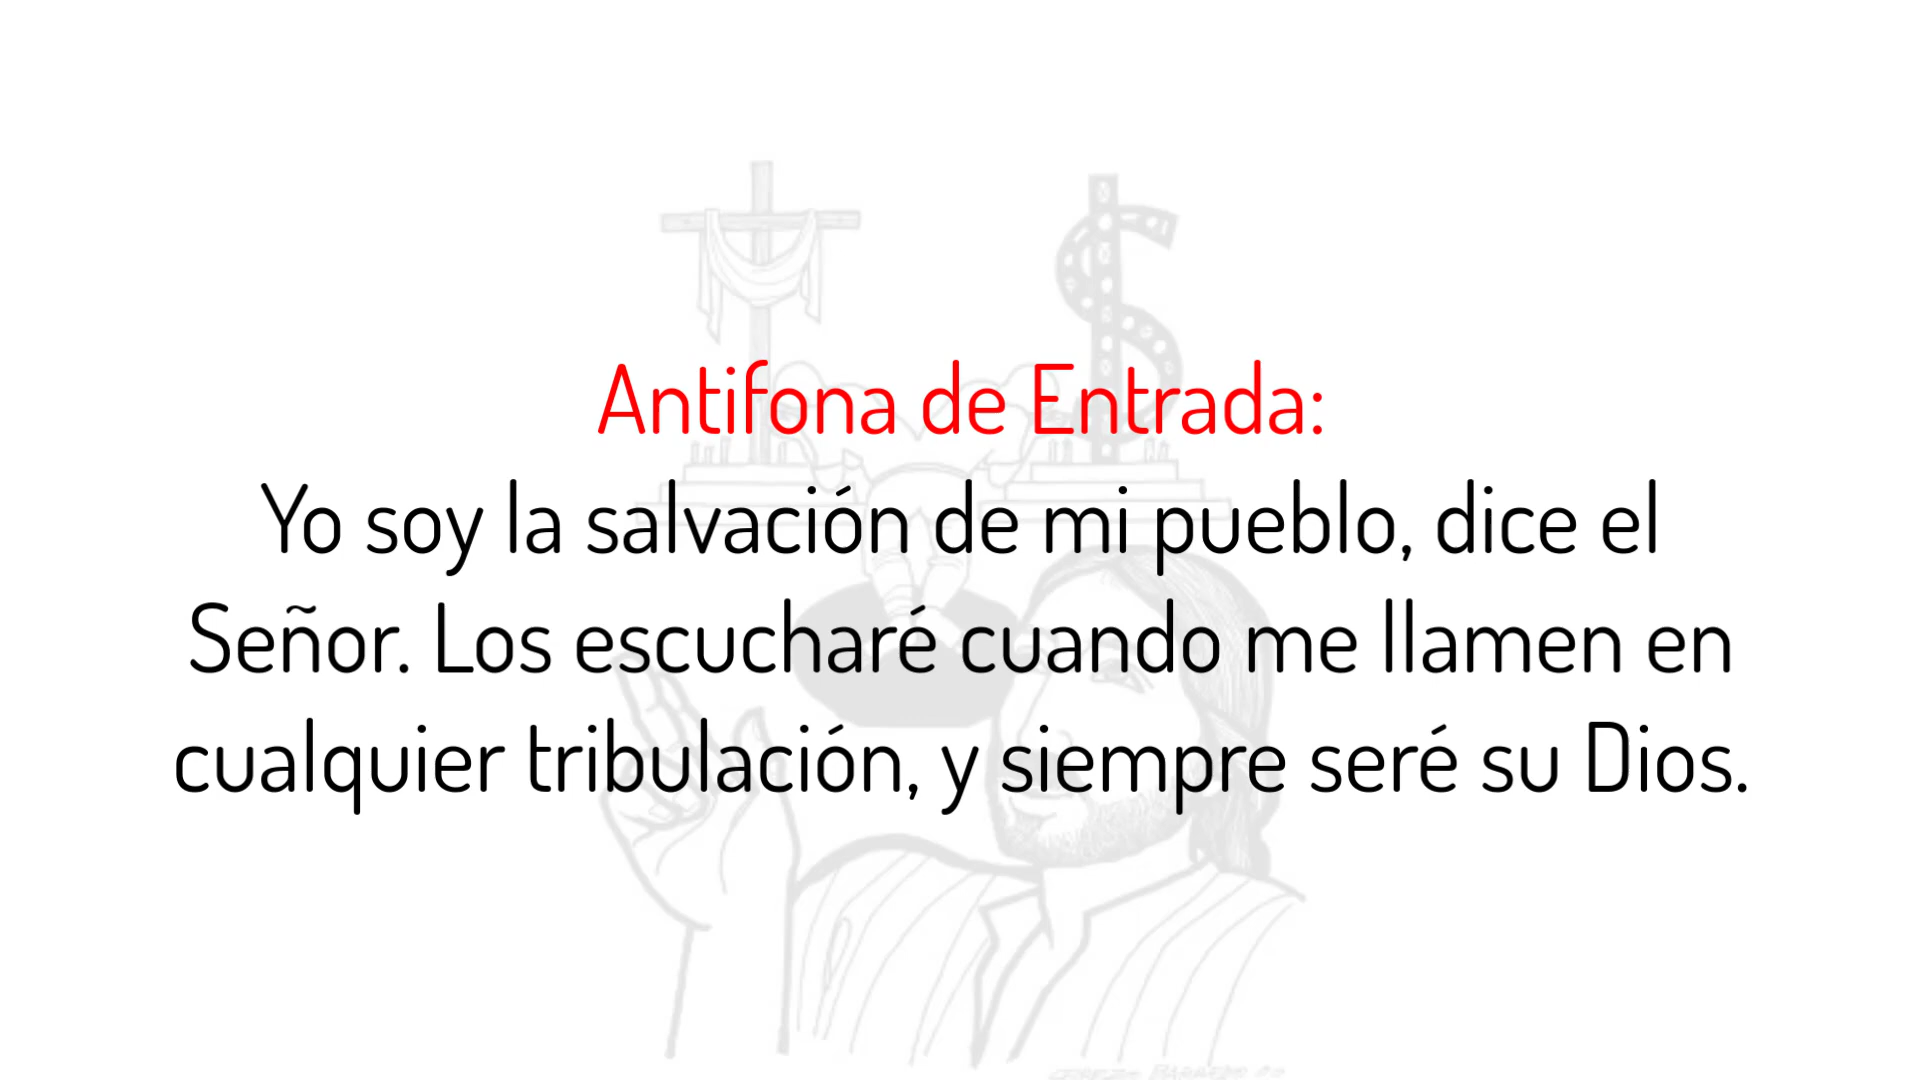 Antifona de Entrada:
Yo soy la salvación de mi pueblo, dice el
Señor. Los escucharé cuando me llamen en
cualquier tribulación, y siempre seré su Dios.